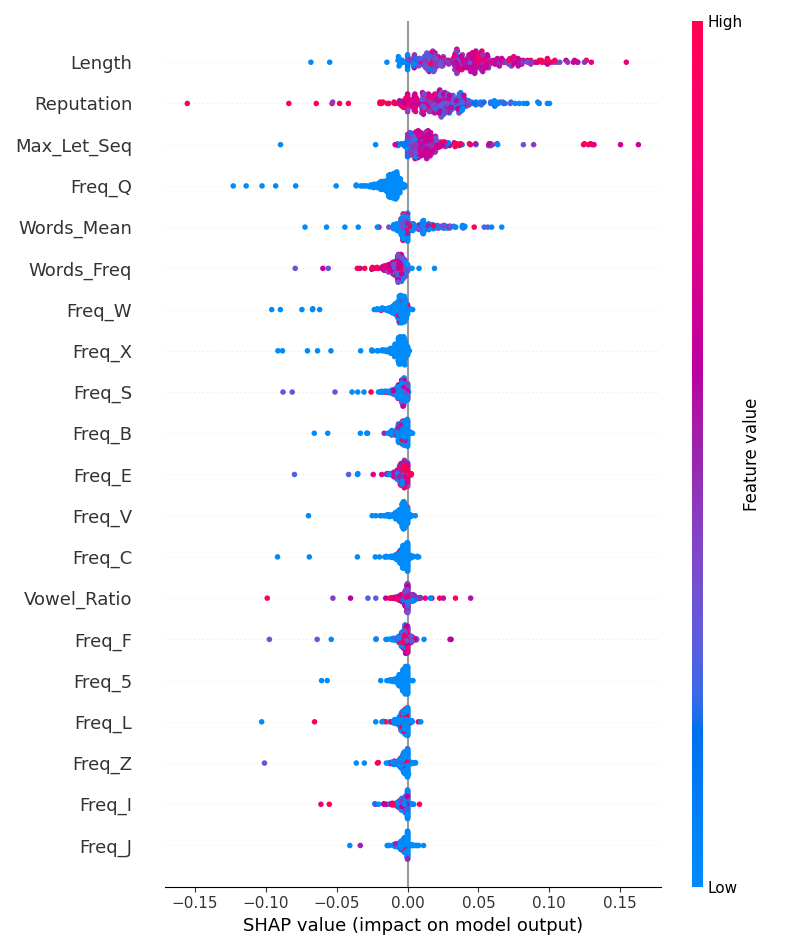 High
Length
Reputation
Max_Let_Seq
Freq_Q
Words_Mean
Words_Freq
Freq_W
Freq_X
Freq_S
Freq_B
Freq_E
Freq_V
Freq_C
Vowel_Ratio
Freq_F
Freq_5
Freq_L
Freq_Z
Freq_I
Freq_J
Feature value
Low
−0.15 −0.10 −0.05 0.00 0.05 0.10 0.15
SHAP value (impact on model output)